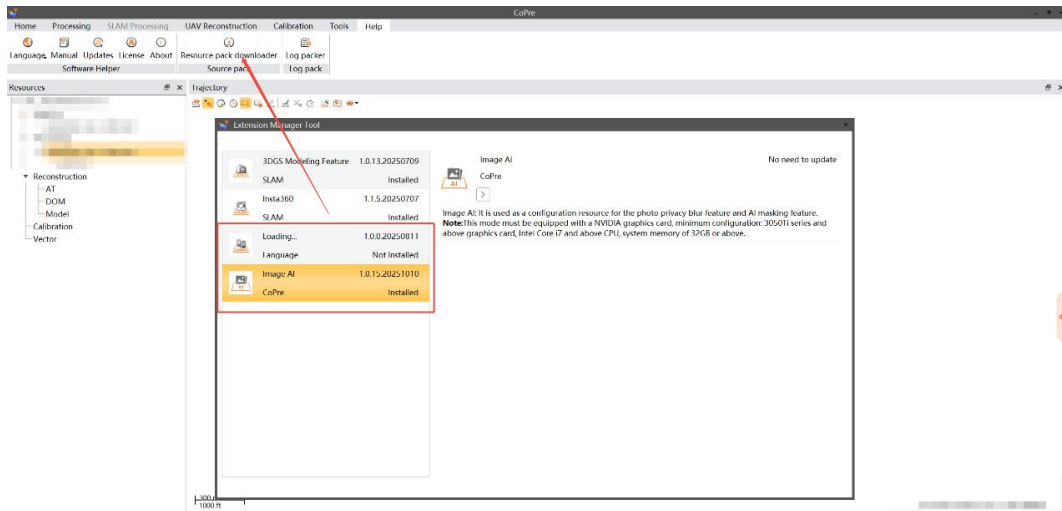 CoPre
Home Processing SLAM Processing UAV Reconstruction Calibration Tools Help
Language Manual Updates License About Resource pack downloader Log packer
Software Helper Source pack Log pack
Resources
Trajectory
Reconstruction
AT
DOM
Model
Calibration
Vector
Extension Manager Tool
3DGS Modeling Feature 1.0.13.20250709
SLAM Installed
Insta360 1.1.5.20250707
SLAM Installed
Loading... 1.0.0.20250811
Language Not Installed
Image AI 1.0.15.20251010
CoPre Installed
Image AI No need to update
CoPre
AI
Image AI: It is used as a configuration resource for the photo privacy blur feature and AI masking feature.
Note:This mode must be equipped with a NVIDIA graphics card, minimum configuration: 3050Ti series and
above graphics card, Intel Core i7 and above CPU, system memory of 32GB or above.
1000 ft